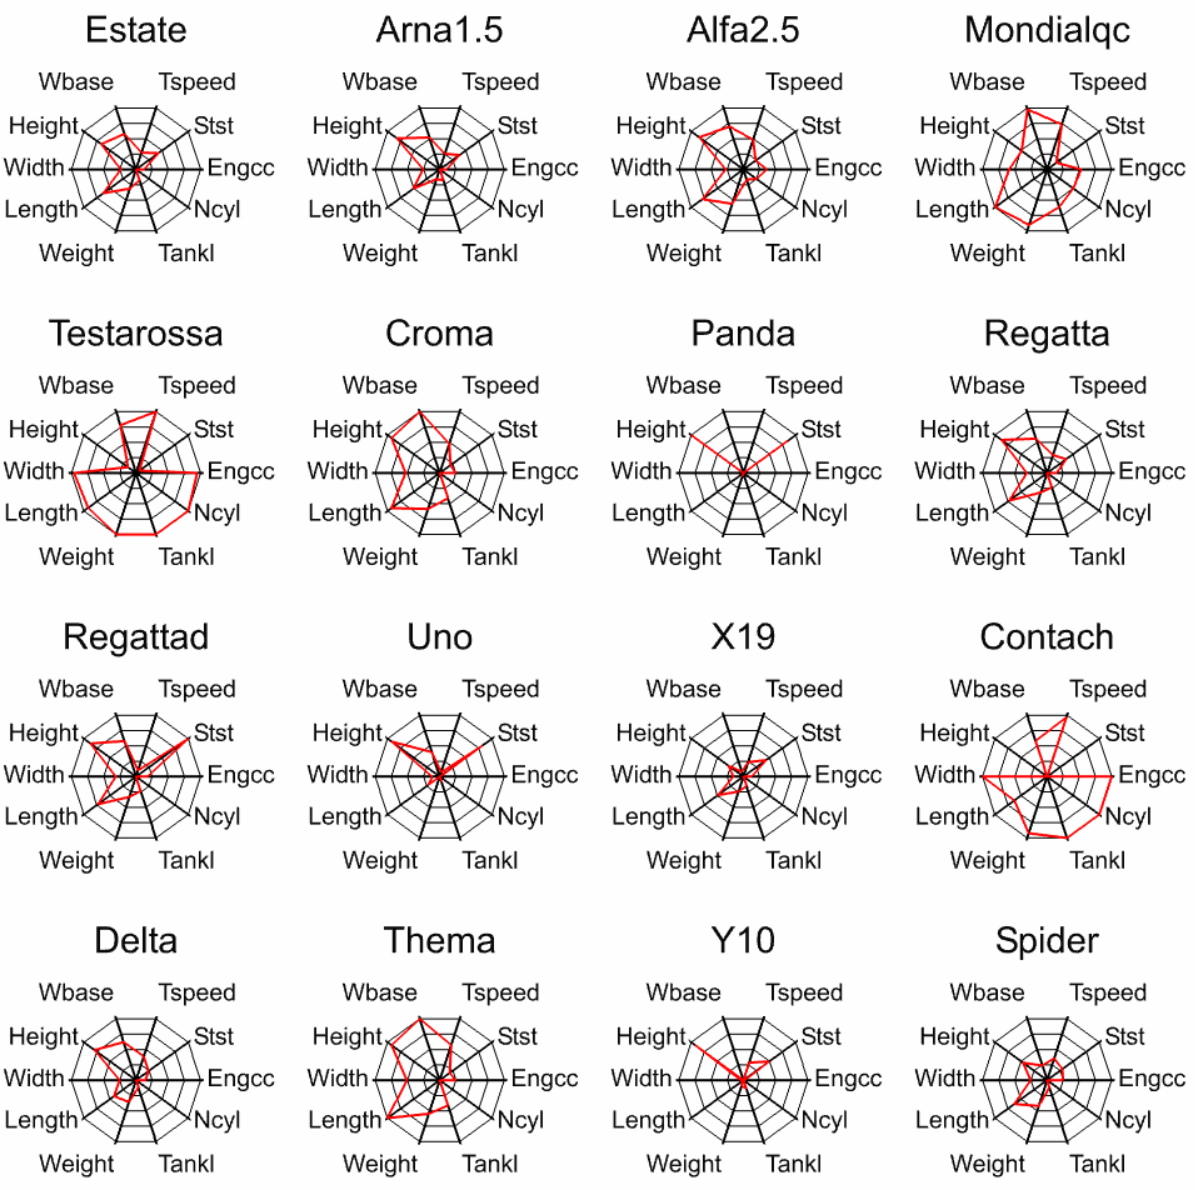 Estate Arna1.5 Alfa2.5 Mondialqc
Wbase Tspeed Wbase Tspeed Wbase Tspeed Wbase Tspeed
Height Stst Height Stst Height Stst Height Stst
Width Engcc Width Engcc Width Engcc Width Engcc
Length Ncyl Length Ncyl Length Ncyl Length Ncyl
Weight Tankl Weight Tankl Weight Tankl Weight Tankl
Testarossa Croma Panda Regatta
Wbase Tspeed Wbase Tspeed Wbase Tspeed Wbase Tspeed
Height Stst Height Stst Height Stst Height Stst
Width Engcc Width Engcc Width Engcc Width Engcc
Length Ncyl Length Ncyl Length Ncyl Length Ncyl
Weight Tankl Weight Tankl Weight Tankl Weight Tankl
Regattad Uno X19 Contach
Wbase Tspeed Wbase Tspeed Wbase Tspeed Wbase Tspeed
Height Stst Height Stst Height Stst Height Stst
Width Engcc Width Engcc Width Engcc Width Engcc
Length Ncyl Length Ncyl Length Ncyl Length Ncyl
Weight Tankl Weight Tankl Weight Tankl Weight Tankl
Delta Thema Y10 Spider
Wbase Tspeed Wbase Tspeed Wbase Tspeed Wbase Tspeed
Height Stst Height Stst Height Stst Height Stst
Width Engcc Width Engcc Width Engcc Width Engcc
Length Ncyl Length Ncyl Length Ncyl Length Ncyl
Weight Tankl Weight Tankl Weight Tankl Weight Tankl